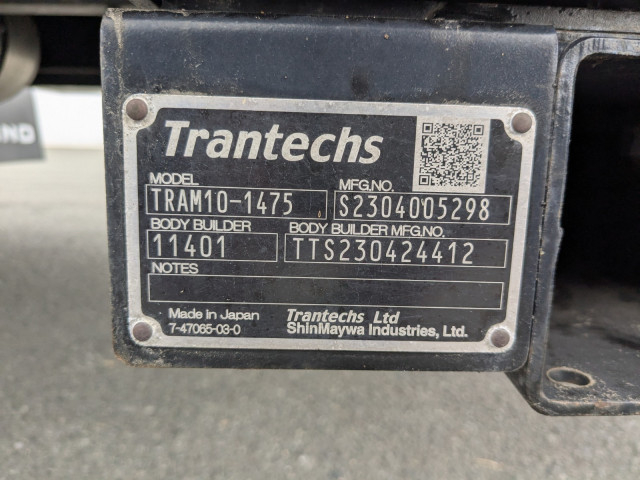 Trantechs
MODEL MFG.NO.
TRAM10-1475 S2304005298
BODY BUILDER BODY BUILDER MFG.NO.
11401 TTS230424412
NOTES
Made in Japan Trantechs Ltd
7-47065-03-0 ShinMaywa Industries, Ltd.